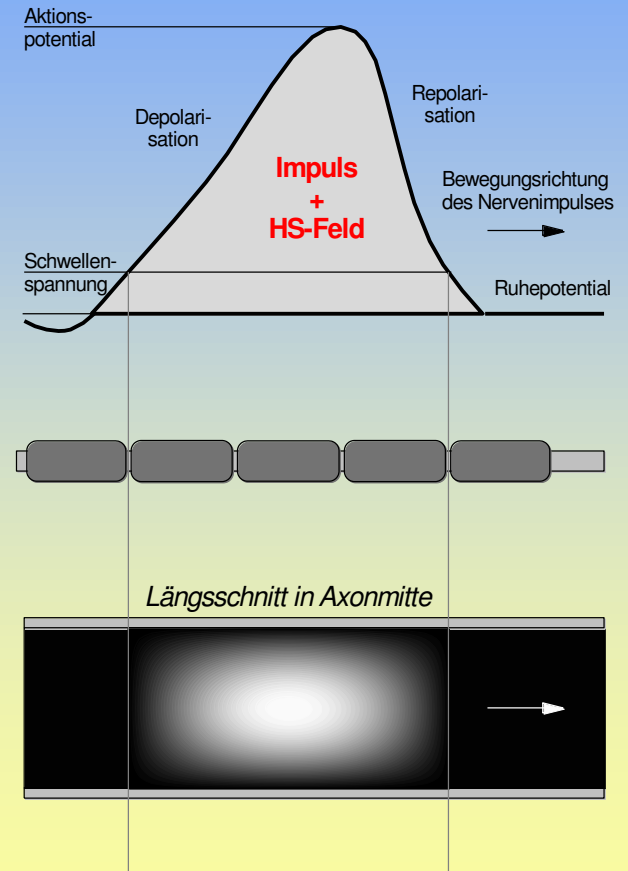 Aktions-
potential
Depolari-
sation
Repolari-
sation
Impuls
+
HS-Feld
Bewegungsrichtung
des Nervenimpulses
Schwellen-
spannung
Ruhepotential
Längsschnitt in Axonmitte